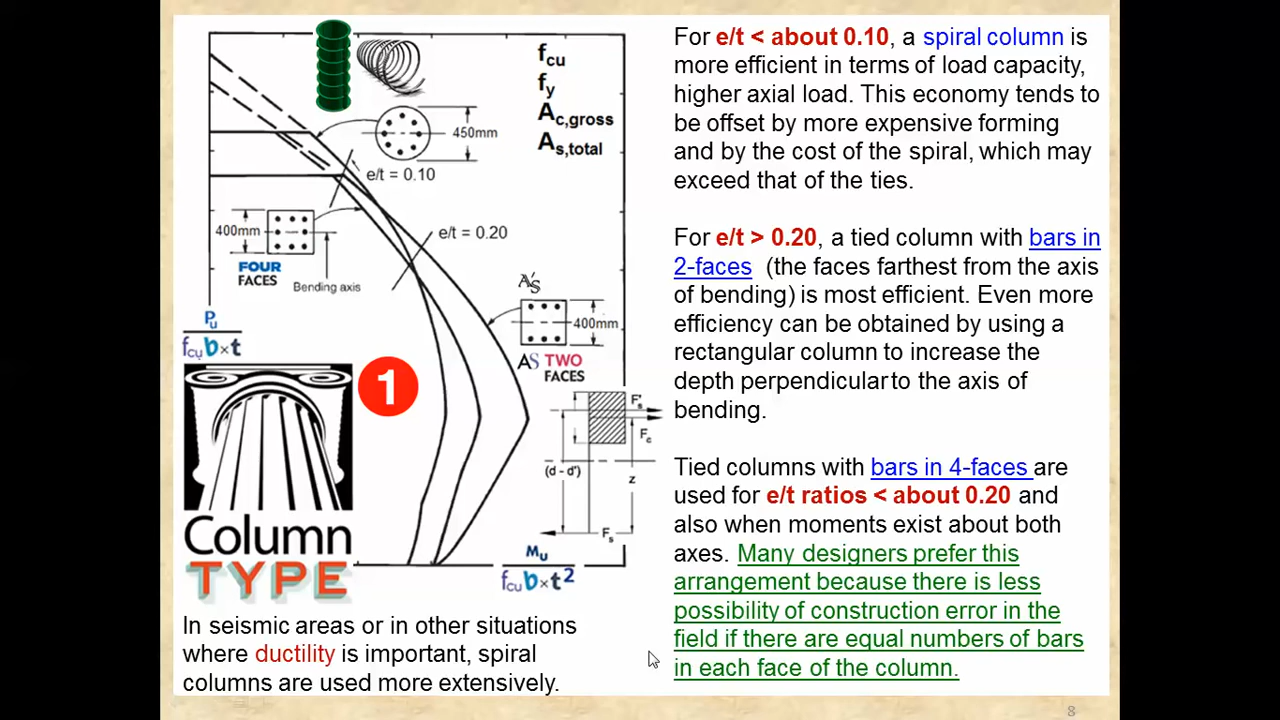 fcu
fy
Ac,gross
As,total
450mm
e/t = 0.10
400mm
e/t = 0.20
FOUR
FACES
Bending axis
A's
400mm
AS TWO
FACES
Pu
fcu b×t
1
F's
Fc
(d - d')
z
Fs
Mu
fcu b×t²
Column
TYPE
In seismic areas or in other situations
where ductility is important, spiral
columns are used more extensively.
For e/t < about 0.10, a spiral column is
more efficient in terms of load capacity,
higher axial load. This economy tends to
be offset by more expensive forming
and by the cost of the spiral, which may
exceed that of the ties.
For e/t > 0.20, a tied column with bars in
2-faces (the faces farthest from the axis
of bending) is most efficient. Even more
efficiency can be obtained by using a
rectangular column to increase the
depth perpendicular to the axis of
bending.
Tied columns with bars in 4-faces are
used for e/t ratios < about 0.20 and
also when moments exist about both
axes. Many designers prefer this
arrangement because there is less
possibility of construction error in the
field if there are equal numbers of bars
in each face of the column.
8